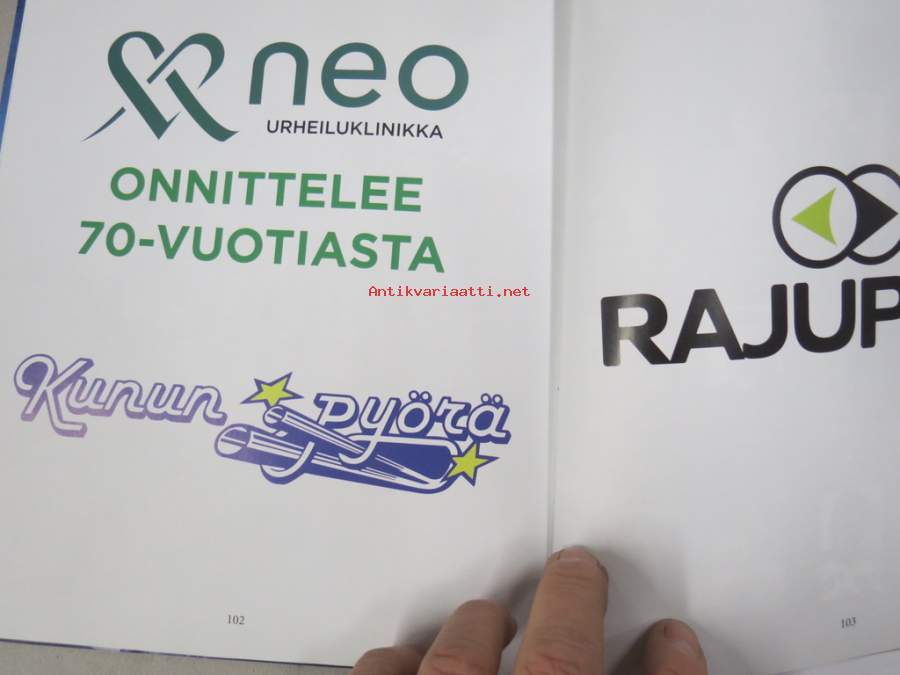 neo
URHEILUKLINIKKA
ONNITTELEE
70-VUOTIASTA
Antikvariaatti.net
Kunun pyörä
102
RAJUP
103